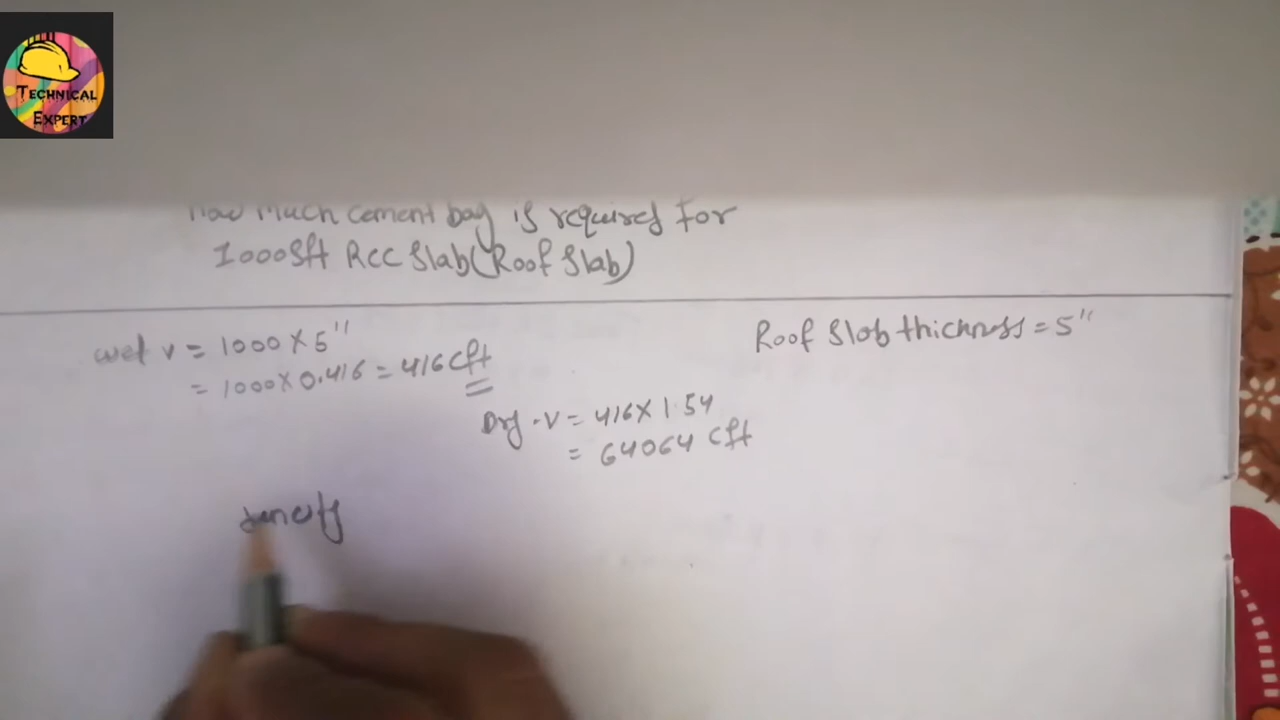 TECHNICAL
EXPERT
How much cement bag is required for
1000Sft RCC Slab (Roof Slab)
wet v = 1000 X 5"
= 1000 X 0.416 = 416 Cft
Roof Slab thickness = 5"
Dry .V = 416 X 1.54
= 64064 Cft